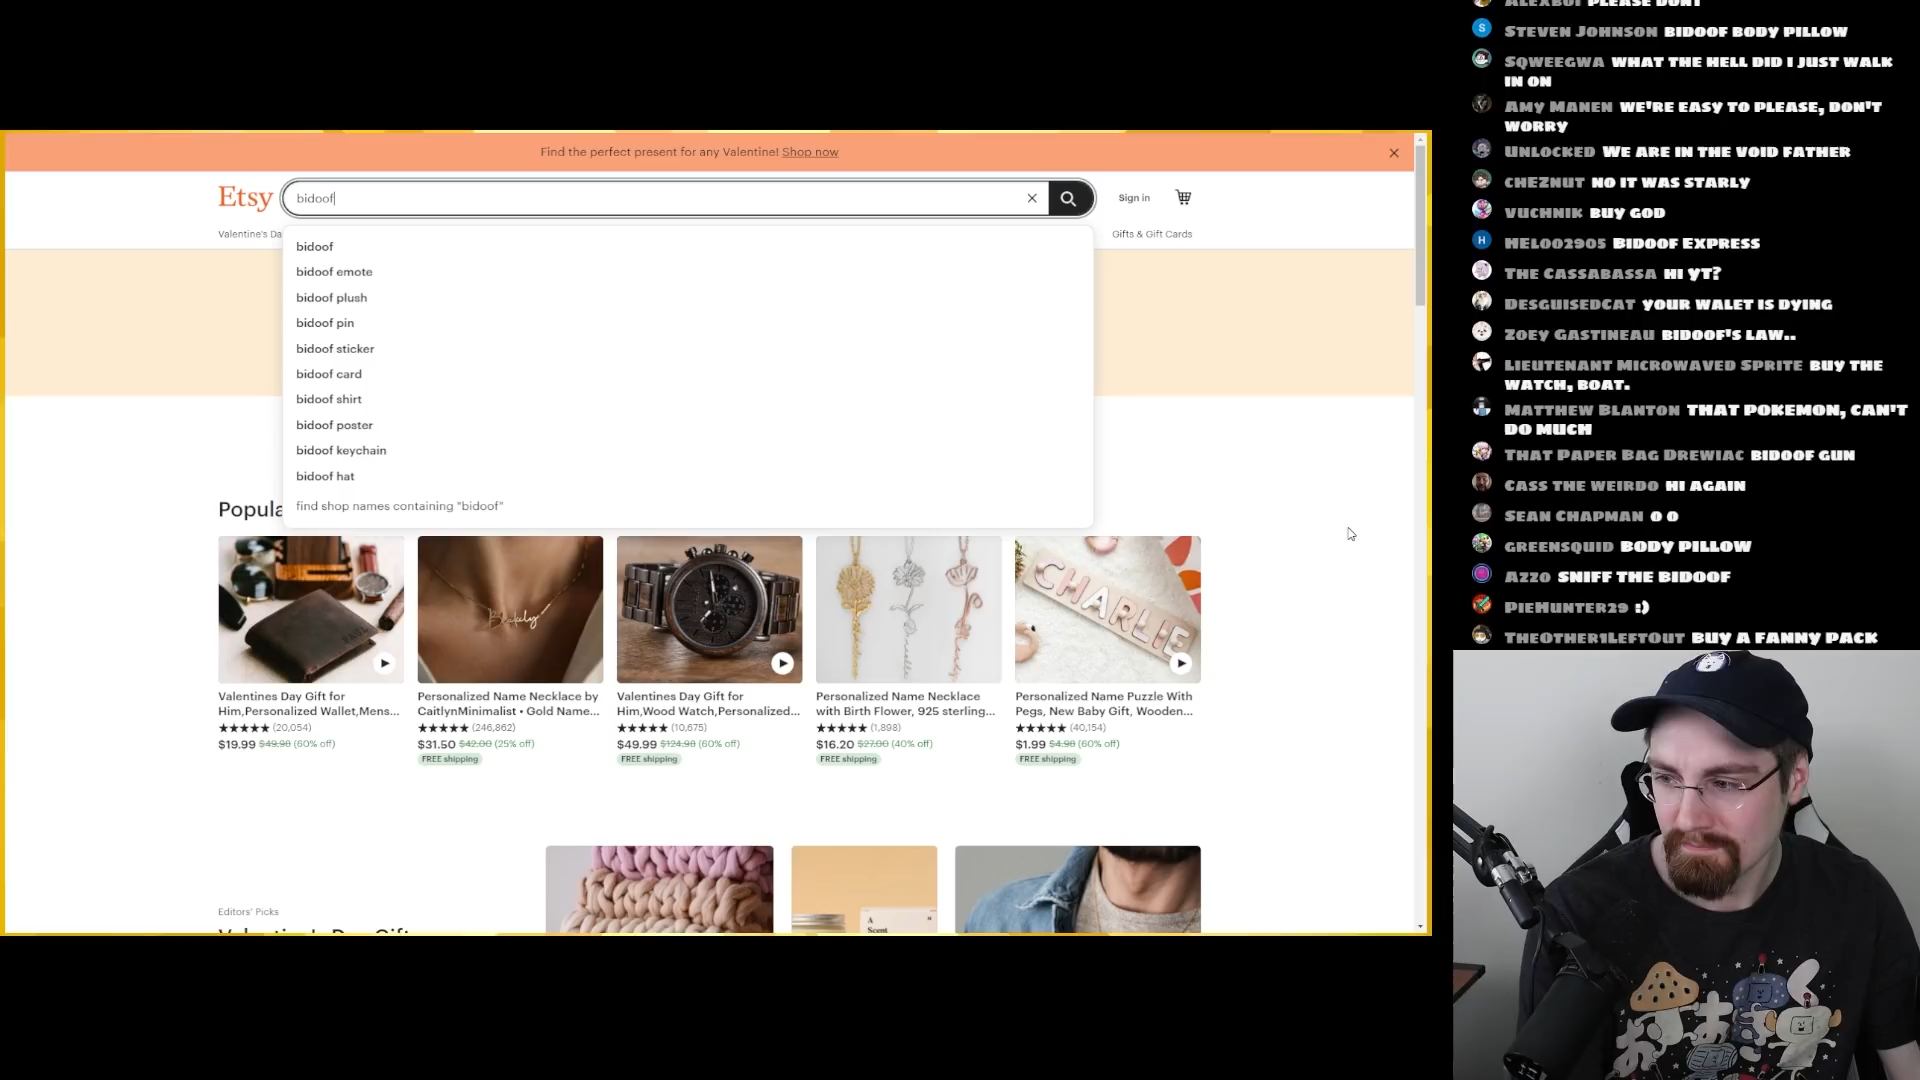 Find the perfect present for any Valentine! Shop now
Etsy
bidoof
Sign in
Valentine's Da
Gifts & Gift Cards
bidoof
bidoof emote
bidoof plush
bidoof pin
bidoof sticker
bidoof card
bidoof shirt
bidoof poster
bidoof keychain
bidoof hat
find shop names containing "bidoof"
Popula
CHARLIE
Blakely
Valentines Day Gift for
Him,Personalized Wallet,Mens...
(20,054)
$19.99 $49.98 (60% off)
Personalized Name Necklace by
CaitlynMinimalist • Gold Name...
(246,862)
$31.50 $42.00 (25% off)
FREE shipping
Valentines Day Gift for
Him,Wood Watch,Personalized...
(10,675)
$49.99 $124.98 (60% off)
FREE shipping
Personalized Name Necklace
with Birth Flower, 925 sterling...
(1,898)
$16.20 $27.00 (40% off)
FREE shipping
Personalized Name Puzzle With
Pegs, New Baby Gift, Wooden...
(40,154)
$1.99 $4.98 (60% off)
FREE shipping
Editors' Picks
A
Scent
ALEXBOI PLEASE DONT
STEVEN JOHNSON BIDOOF BODY PILLOW
SQWEEGWA WHAT THE HELL DID I JUST WALK
IN ON
AMY MANEN WE'RE EASY TO PLEASE, DON'T
WORRY
UNLOCKED WE ARE IN THE VOID FATHER
CHEZNUT NO IT WAS STARLY
VUCHNIK BUY GOD
HELOO2905 BIDOOF EXPRESS
THE CASSABASSA HI YT?
DESGUISEDCAT YOUR WALET IS DYING
ZOEY GASTINEAU BIDOOF'S LAW..
LIEUTENANT MICROWAVED SPRITE BUY THE
WATCH, BOAT.
MATTHEW BLANTON THAT POKEMON, CAN'T
DO MUCH
THAT PAPER BAG DREWIAC BIDOOF GUN
CASS THE WEIRDO HI AGAIN
SEAN CHAPMAN O O
GREENSQUID BODY PILLOW
AZZO SNIFF THE BIDOOF
PIEHUNTER29 :)
THEOTHER1LEFTOUT BUY A FANNY PACK